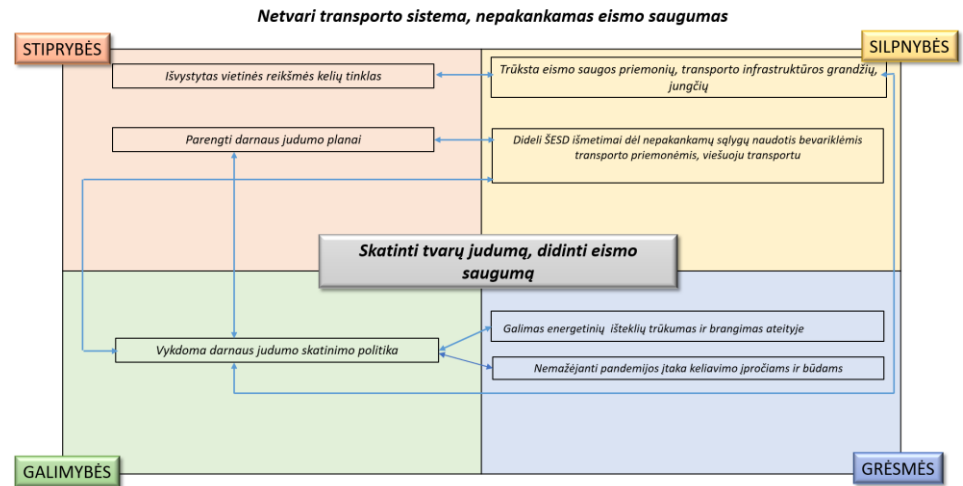 Netvari transporto sistema, nepakankamas eismo saugumas
STIPRYBĖS
SILPNYBĖS
Išvystytas vietinės reikšmės kelių tinklas
Trūksta eismo saugos priemonių, transporto infrastruktūros grandžių,
jungčių
Parengti darnaus judumo planai
Dideli ŠESD išmetimai dėl nepakankamų sąlygų naudotis bevariklėmis
transporto priemonėmis, viešuoju transportu
Skatinti tvarų judumą, didinti eismo
saugumą
Vykdoma darnaus judumo skatinimo politika
Galimas energetinių išteklių trūkumas ir brangimas ateityje
Nemažėjanti pandemijos įtaka keliavimo įpročiams ir būdams
GALIMYBĖS
GRĖSMĖS